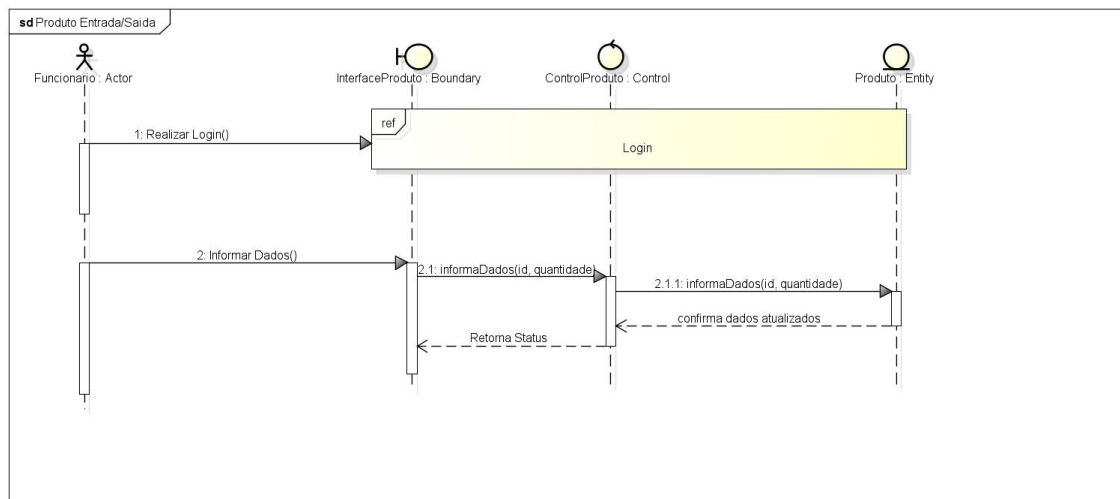 sd Produto Entrada/Saida
Funcionario : Actor
InterfaceProduto : Boundary
ControlProduto : Control
Produto : Entity
ref
Login
1: Realizar Login()
2: Informar Dados()
2.1: informaDados(id, quantidade)
2.1.1: informaDados(id, quantidade)
confirma dados atualizados
Retorna Status